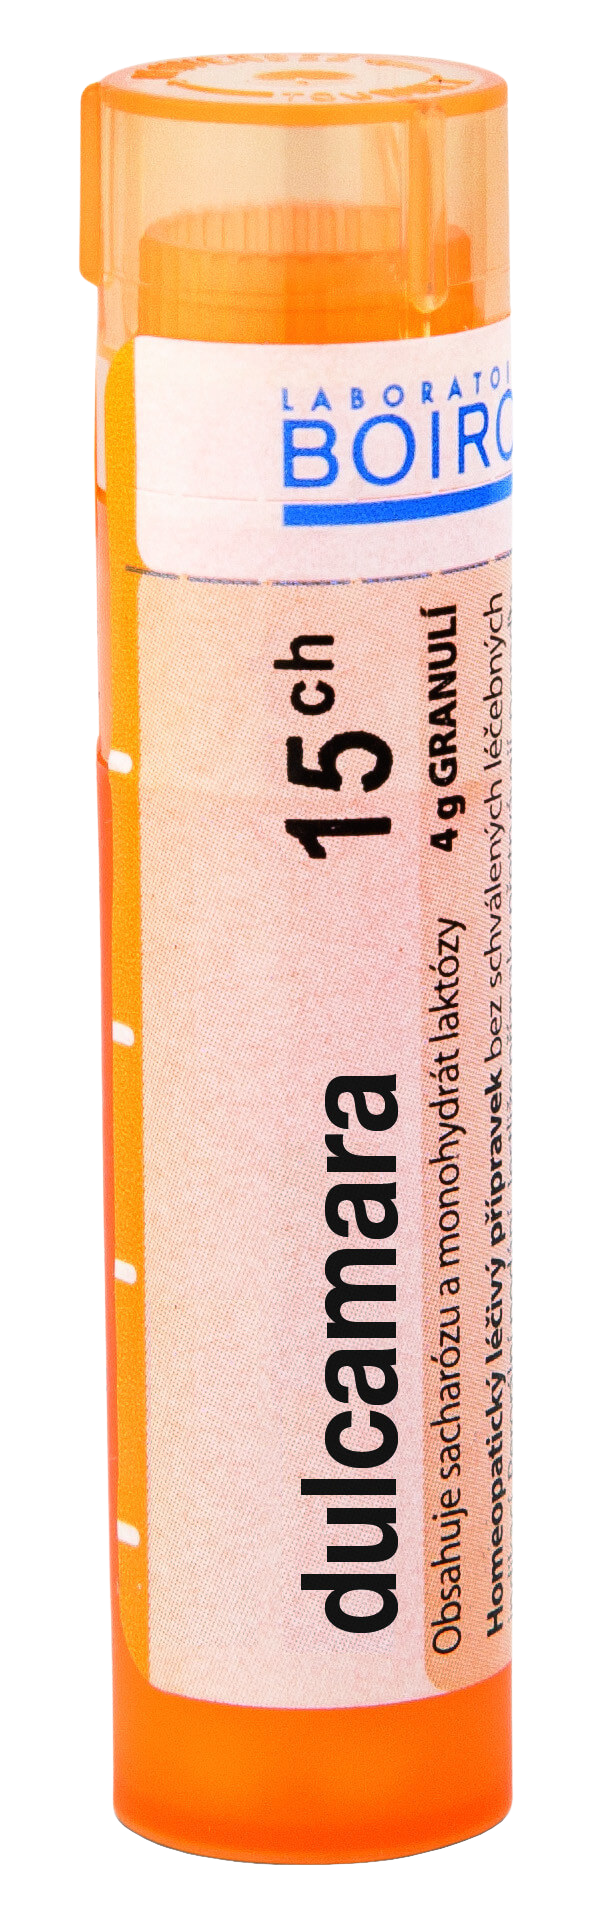 LABORATOI
BOIRO
dulcamara 15 ch
Obsahuje sacharózu a monohydrát laktózy 4 g GRANULÍ
Homeopatický léčivý přípravek bez schválených léčebných